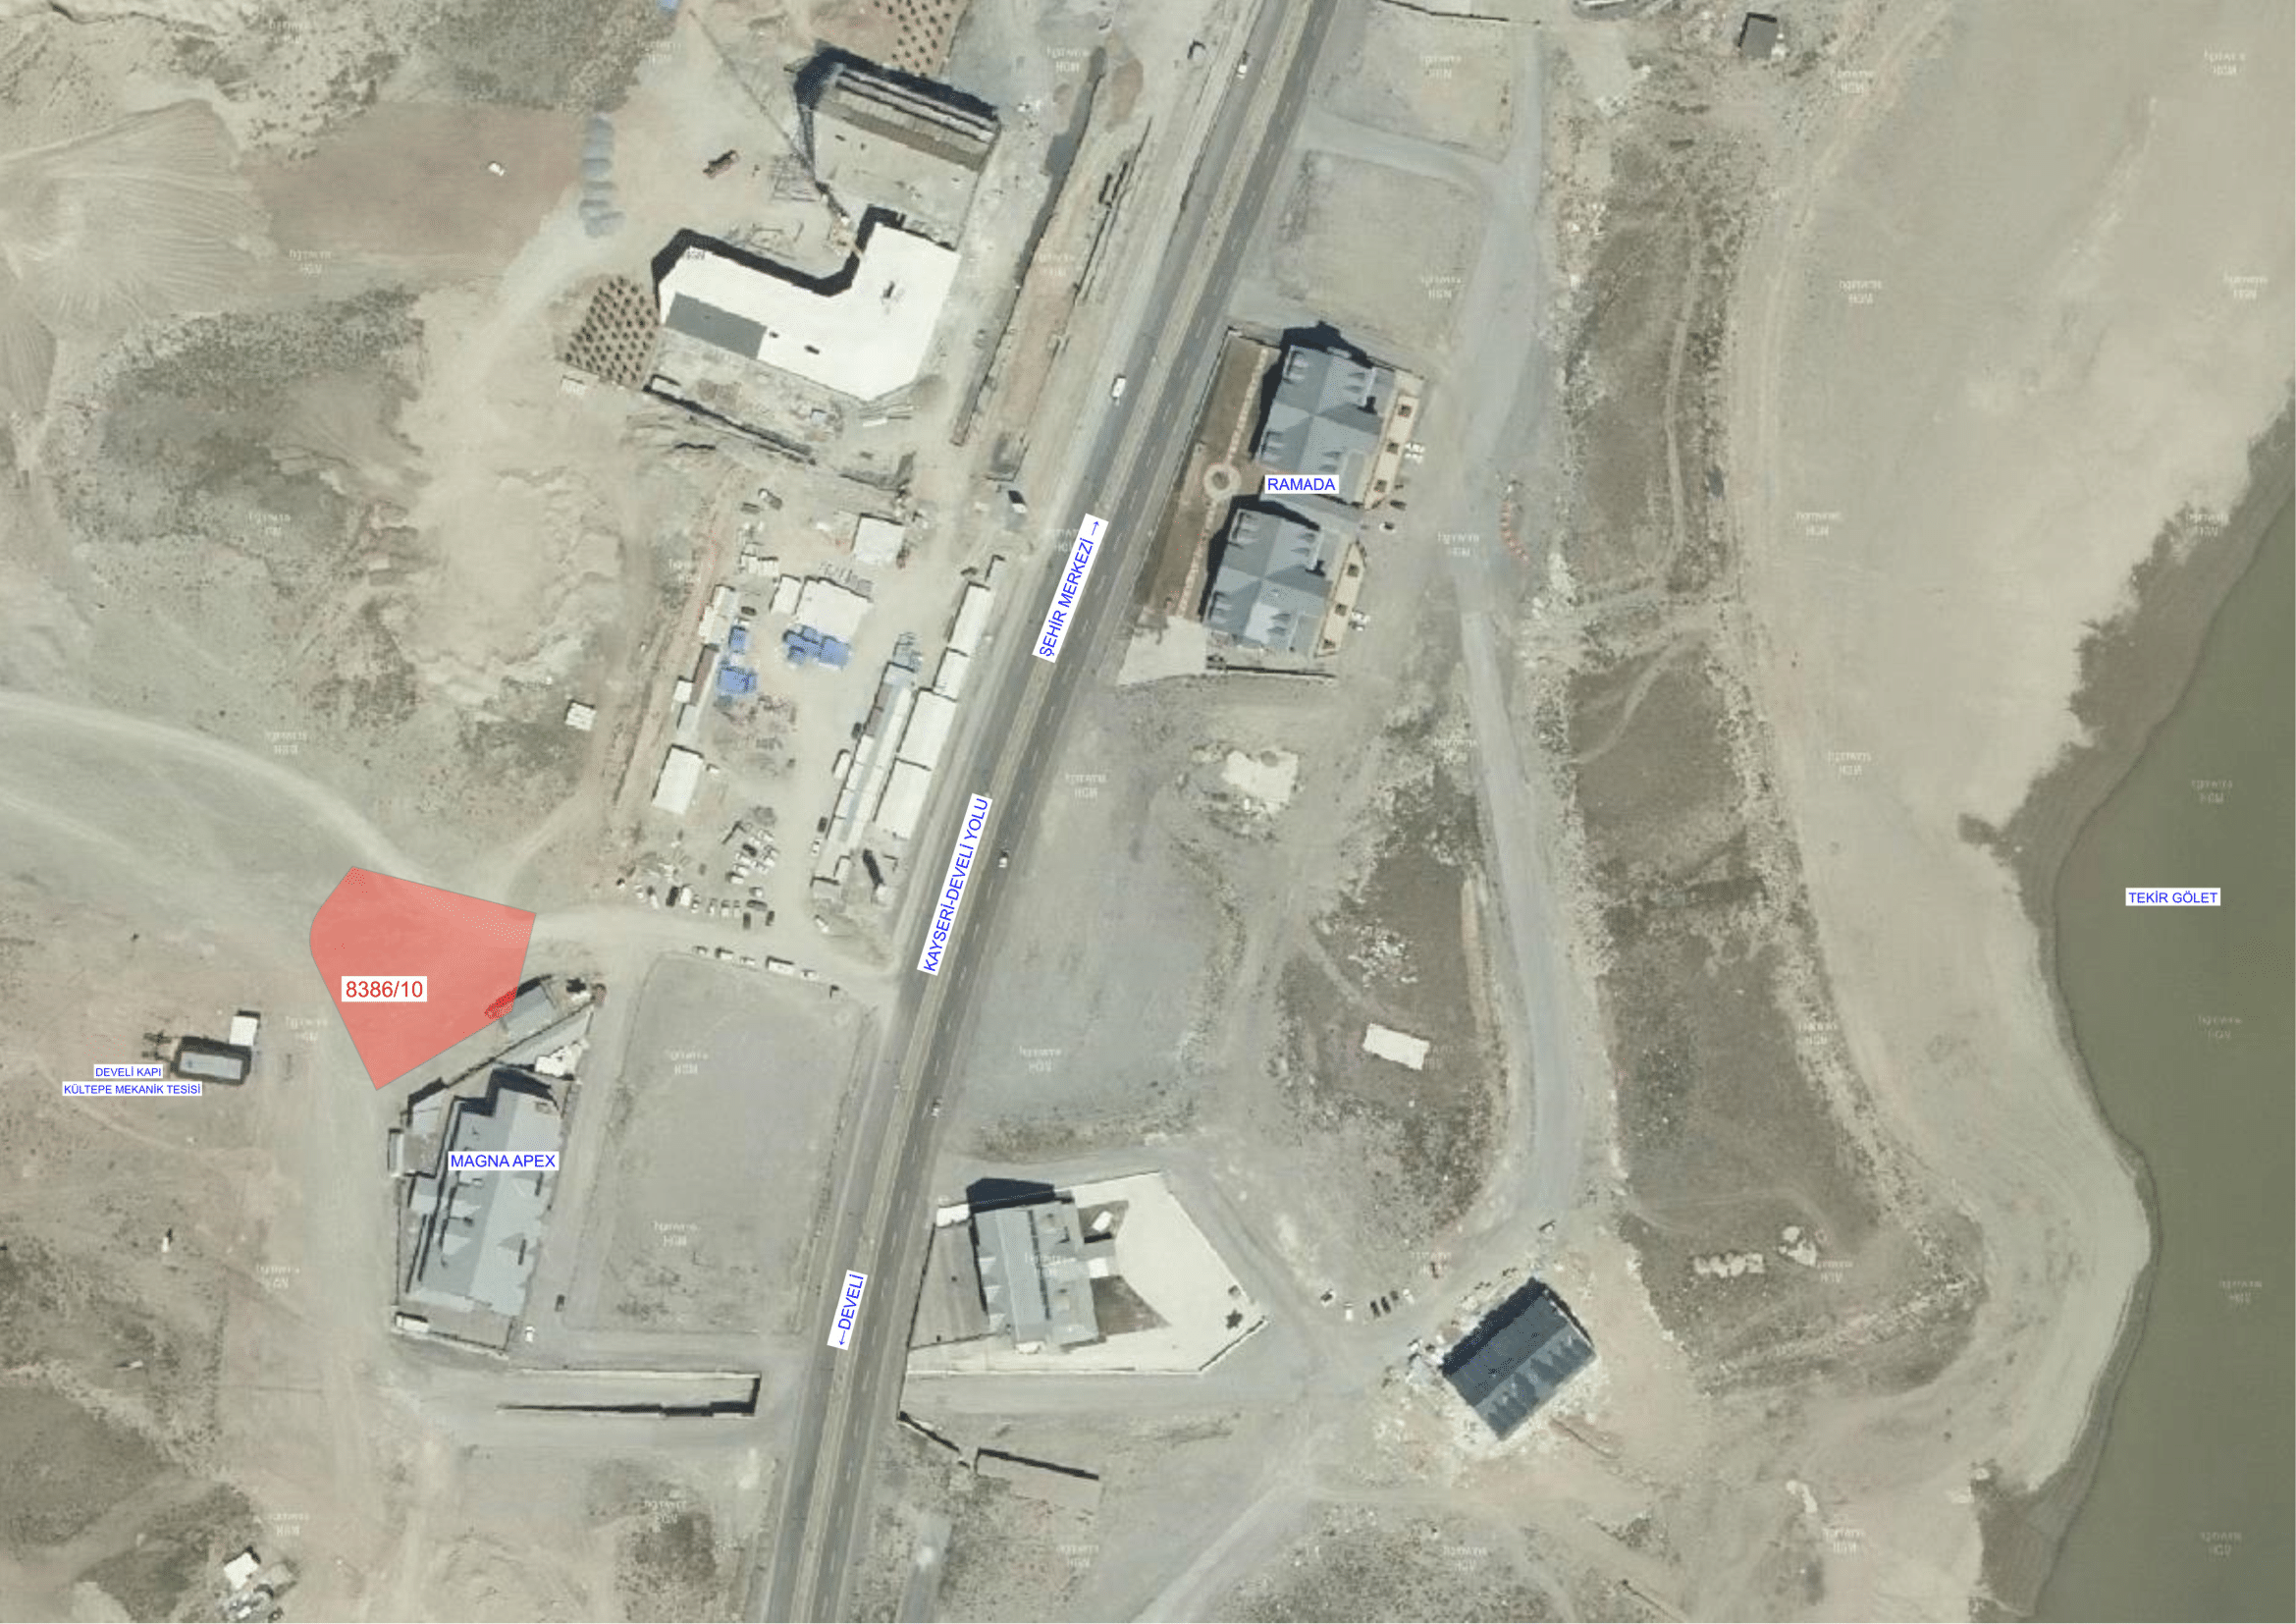 RAMADA
ŞEHİR MERKEZİ →
KAYSERİ-DEVELİ YOLU
TEKİR GÖLET
8386/10
DEVELİ KAPI
KÜLTEPE MEKANİK TESİSİ
MAGNA APEX
←DEVELİ